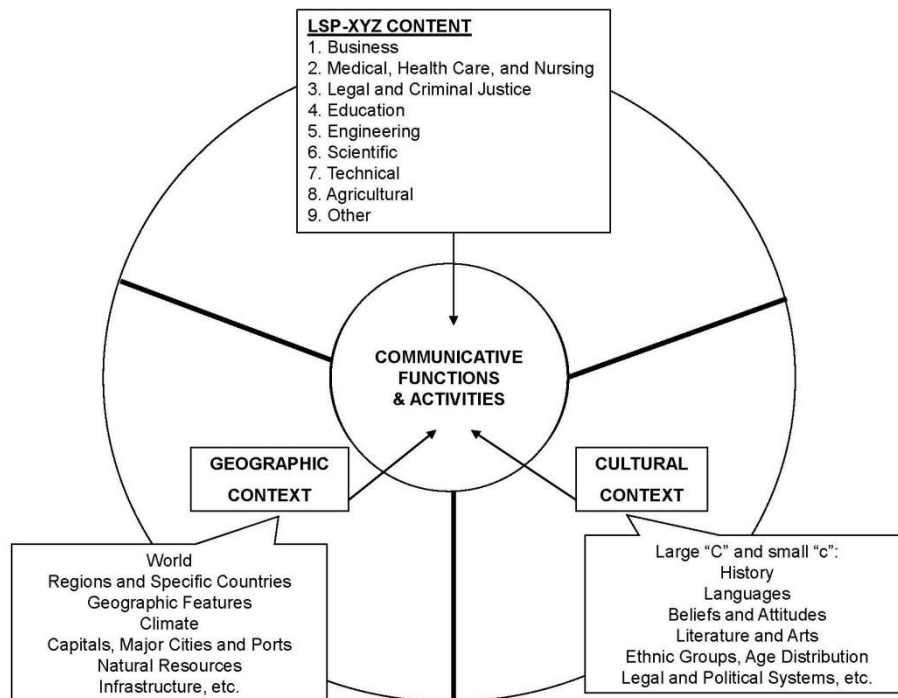 LSP-XYZ CONTENT
1. Business
2. Medical, Health Care, and Nursing
3. Legal and Criminal Justice
4. Education
5. Engineering
6. Scientific
7. Technical
8. Agricultural
9. Other
COMMUNICATIVE
FUNCTIONS
& ACTIVITIES
GEOGRAPHIC
CONTEXT
World
Regions and Specific Countries
Geographic Features
Climate
Capitals, Major Cities and Ports
Natural Resources
Infrastructure, etc.
CULTURAL
CONTEXT
Large “C” and small “c”:
History
Languages
Beliefs and Attitudes
Literature and Arts
Ethnic Groups, Age Distribution
Legal and Political Systems, etc.